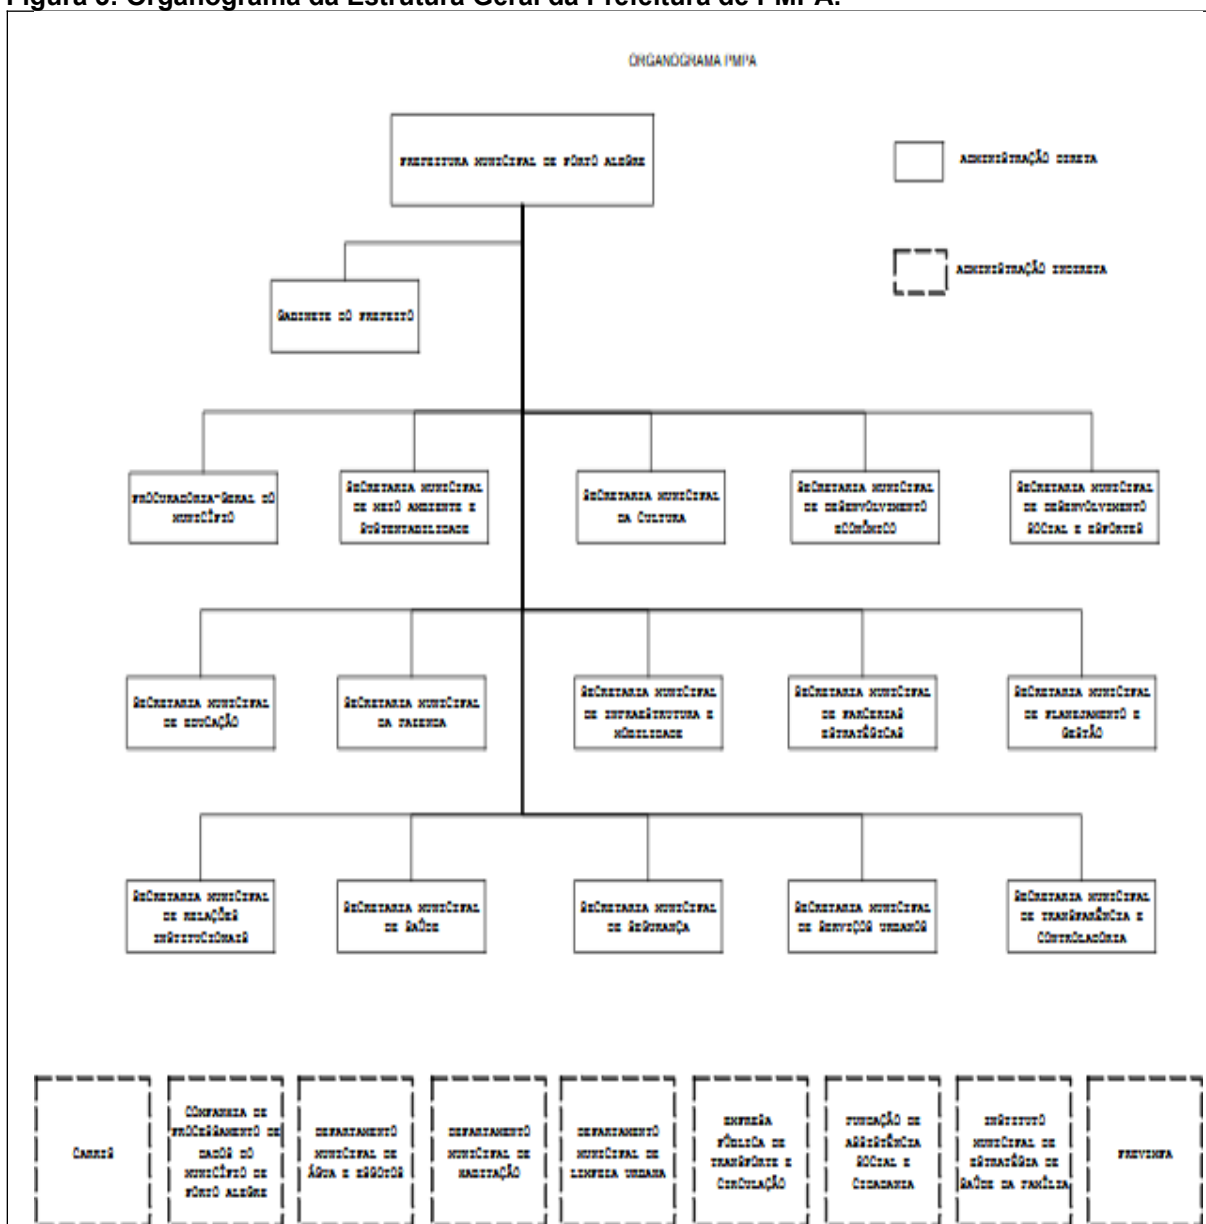 Figura 3: Organograma da Estrutura Geral da Prefeitura de PMPA.
ORGANOGRAMA PMPA
PREFEITURA MUNICIPAL DE PORTO ALEGRE
ADMINISTRAÇÃO DIRETA
ADMINISTRAÇÃO INDIRETA
GABINETE DO PREFEITO
PROCURADORIA-GERAL DO
MUNICÍPIO
SECRETARIA MUNICIPAL
DE MEIO AMBIENTE E
SUSTENTABILIDADE
SECRETARIA MUNICIPAL
DA CULTURA
SECRETARIA MUNICIPAL
DE DESENVOLVIMENTO
ECONÔMICO
SECRETARIA MUNICIPAL
DE DESENVOLVIMENTO
SOCIAL E ESPORTES
SECRETARIA MUNICIPAL
DE EDUCAÇÃO
SECRETARIA MUNICIPAL
DA FAZENDA
SECRETARIA MUNICIPAL
DE INFRAESTRUTURA E
MOBILIDADE
SECRETARIA MUNICIPAL
DE PARCERIAS
ESTRATÉGICAS
SECRETARIA MUNICIPAL
DE PLANEJAMENTO E
GESTÃO
SECRETARIA MUNICIPAL
DE RELAÇÕES
INSTITUCIONAIS
SECRETARIA MUNICIPAL
DE SAÚDE
SECRETARIA MUNICIPAL
DE SEGURANÇA
SECRETARIA MUNICIPAL
DE SERVIÇOS URBANOS
SECRETARIA MUNICIPAL
DE TRANSPARÊNCIA E
CONTROLADORIA
CARRIS
COMPANHIA DE
PROCESSAMENTO DE
DADOS DO
MUNICÍPIO DE
PORTO ALEGRE
DEPARTAMENTO
MUNICIPAL DE
ÁGUA E ESGOTOS
DEPARTAMENTO
MUNICIPAL DE
HABITAÇÃO
DEPARTAMENTO
MUNICIPAL DE
LIMPEZA URBANA
EMPRESA
PÚBLICA DE
TRANSPORTE E
CIRCULAÇÃO
FUNDAÇÃO DE
ASSISTÊNCIA
SOCIAL E
CIDADANIA
INSTITUTO
MUNICIPAL DE
ESTRATÉGIA DE
SAÚDE DA FAMÍLIA
PREVIMPA